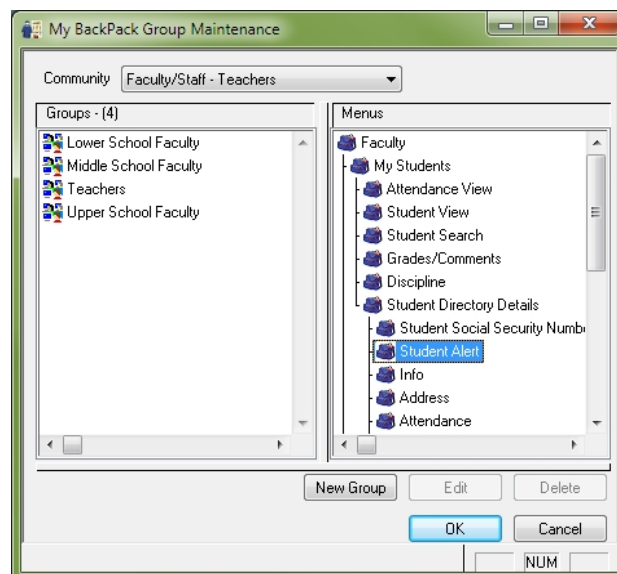 My BackPack Group Maintenance
Community Faculty/Staff - Teachers
Groups - (4)
Lower School Faculty
Middle School Faculty
Teachers
Upper School Faculty
Menus
Faculty
My Students
Attendance View
Student View
Student Search
Grades/Comments
Discipline
Student Directory Details
Student Social Security Numb
Student Alert
Info
Address
Attendance
New Group Edit Delete
OK Cancel
NUM